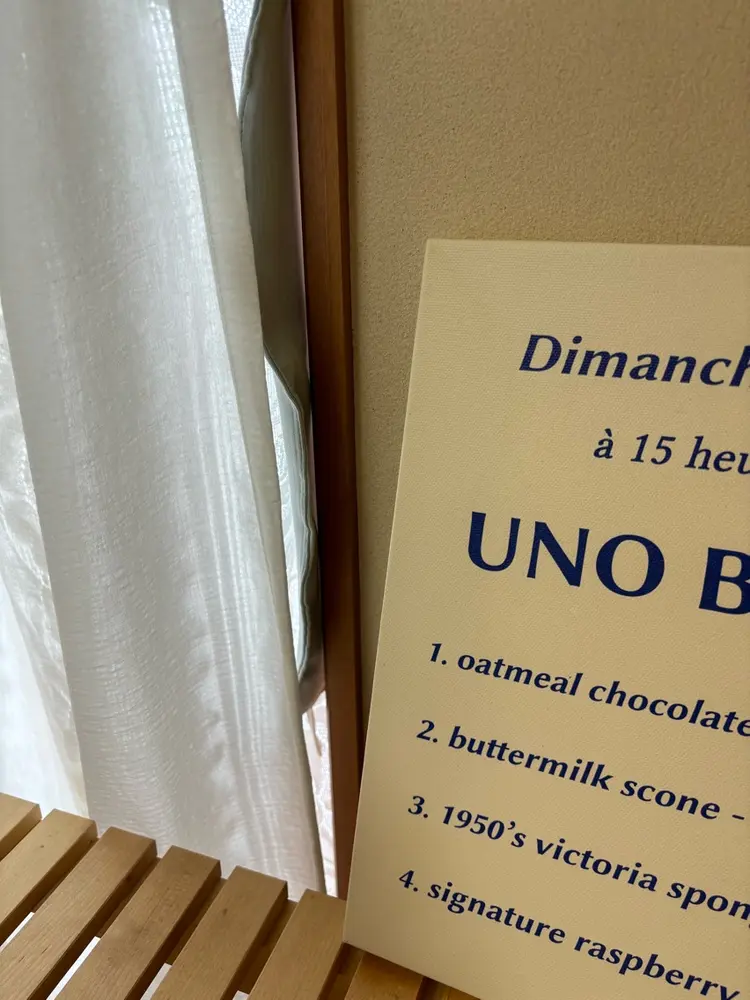 Dimanch
à 15 heu
UNO B
1. oatmeal chocolate
2. buttermilk scone -
3. 1950's victoria spon
4. signature raspberry